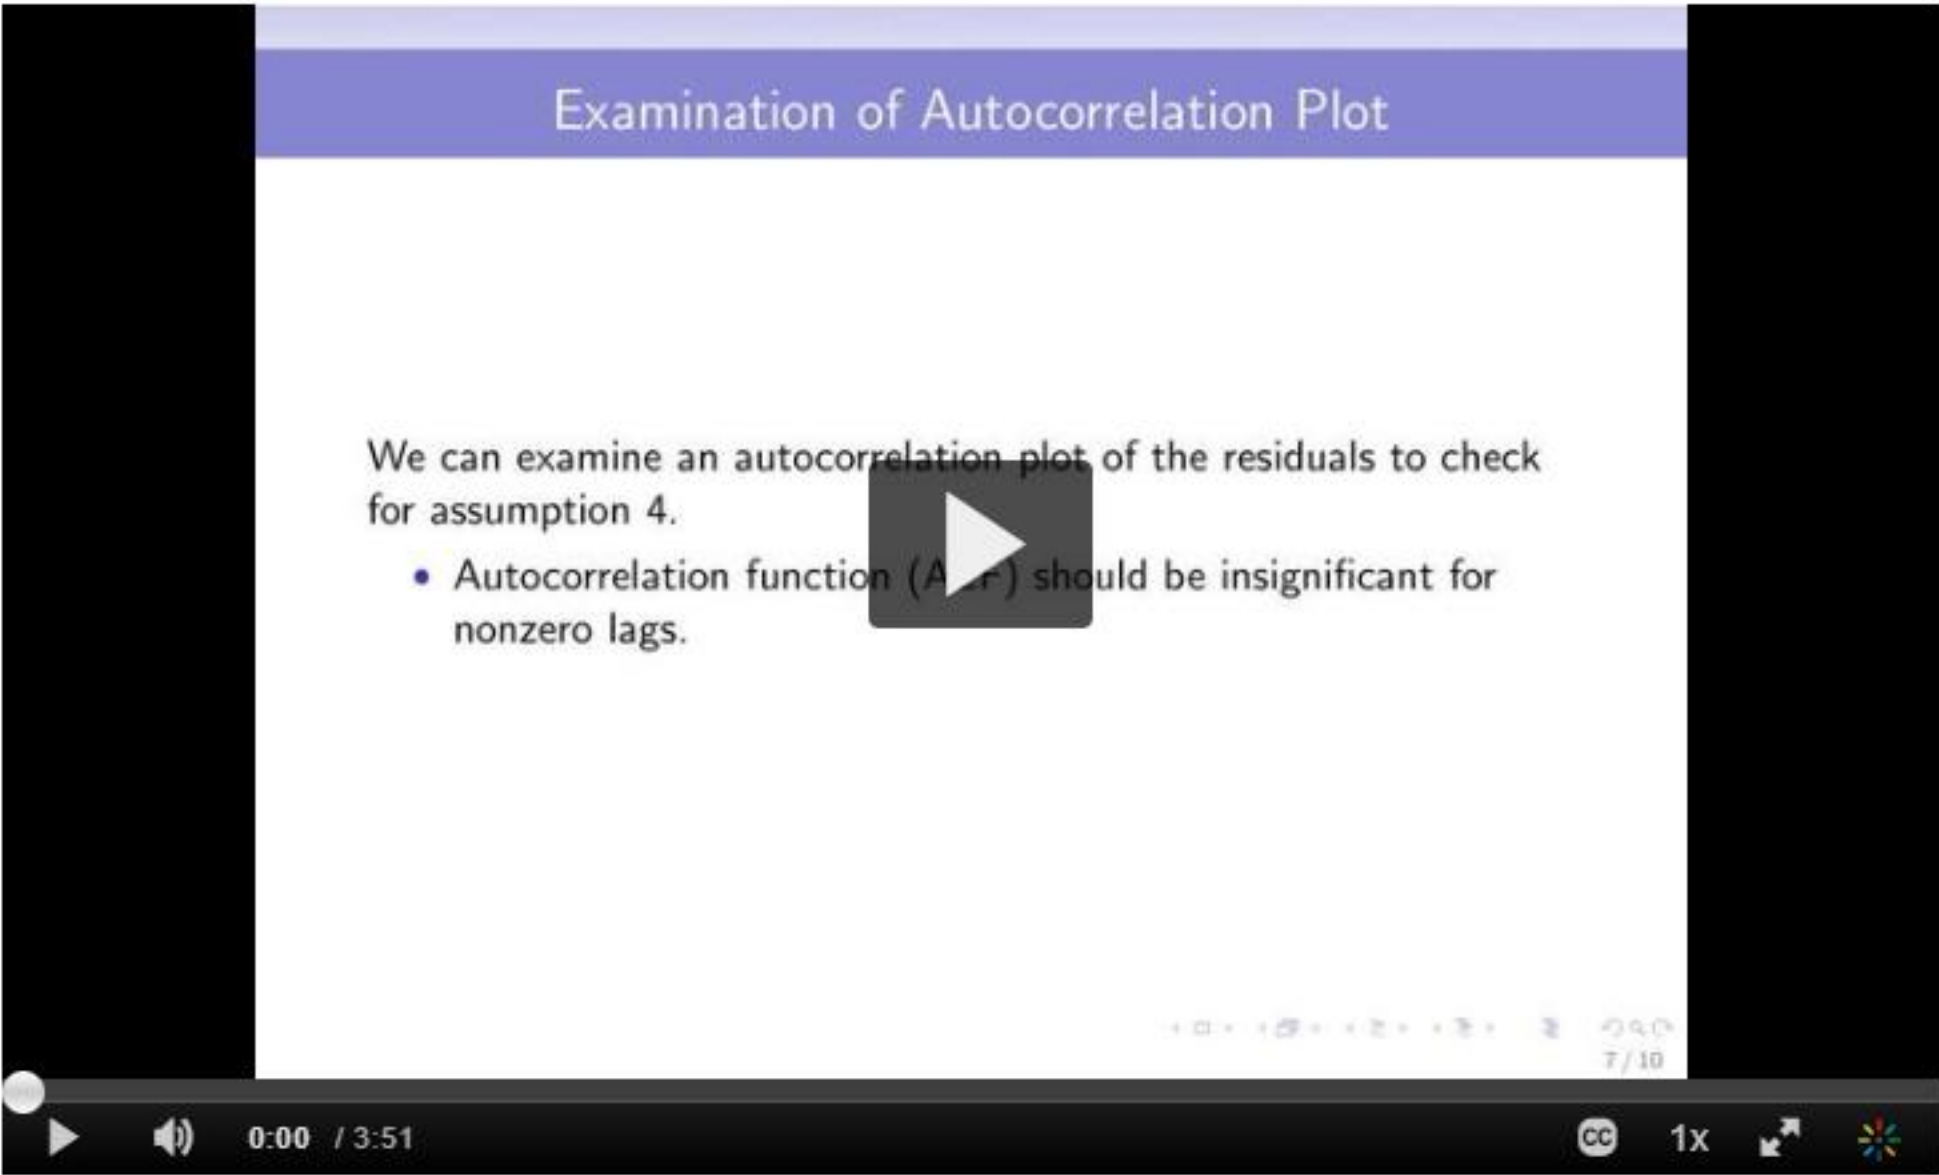 Examination of Autocorrelation Plot
We can examine an autocorrelation plot of the residuals to check
for assumption 4.
• Autocorrelation function (ACF) should be insignificant for
nonzero lags.
7 / 10
0:00 / 3:51
CC
1x